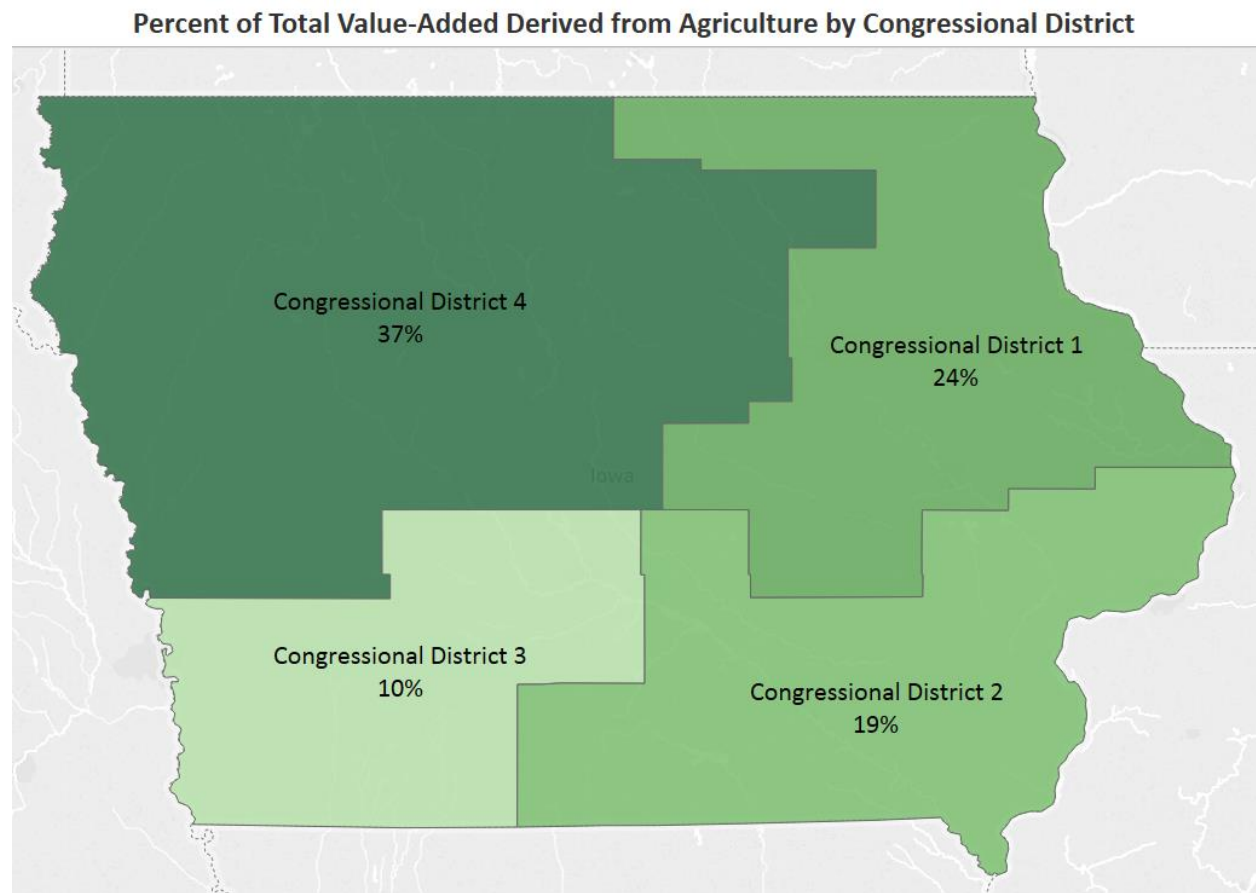 Percent of Total Value-Added Derived from Agriculture by Congressional District
Congressional District 4
37%
Congressional District 1
24%
Iowa
Congressional District 3
10%
Congressional District 2
19%